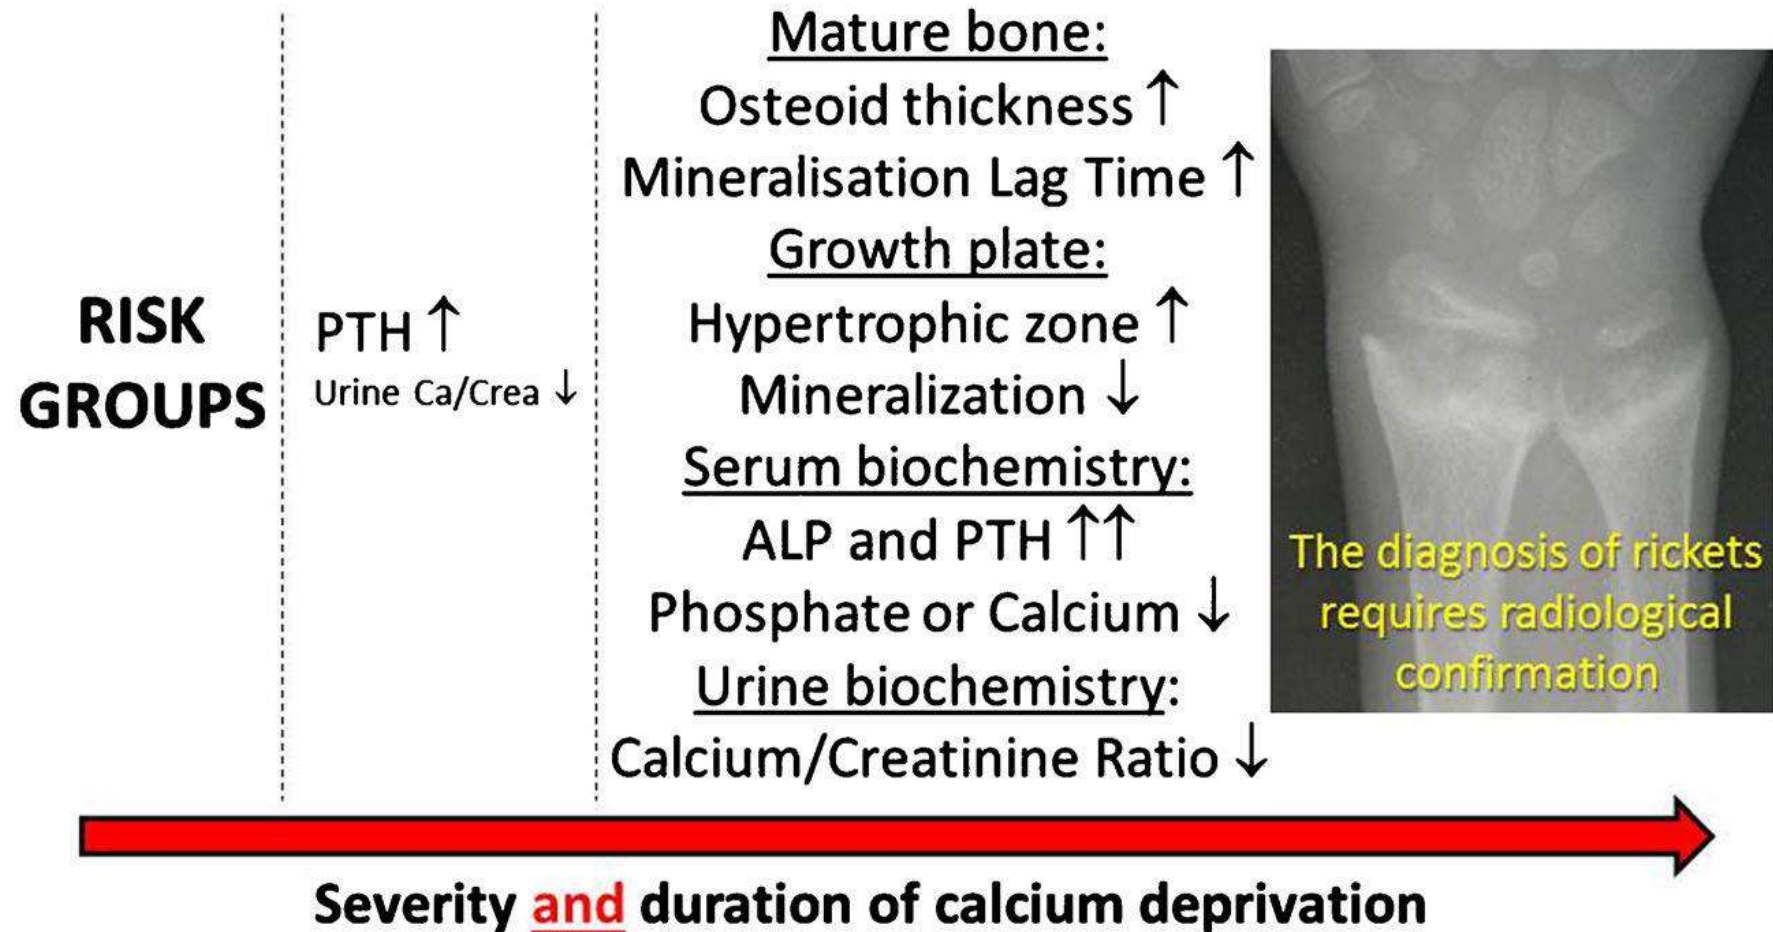 RISK
GROUPS
PTH ↑
Urine Ca/Crea ↓
Mature bone:
Osteoid thickness ↑
Mineralisation Lag Time ↑
Growth plate:
Hypertrophic zone ↑
Mineralization ↓
Serum biochemistry:
ALP and PTH ↑↑
Phosphate or Calcium ↓
Urine biochemistry:
Calcium/Creatinine Ratio ↓
The diagnosis of rickets
requires radiological
confirmation
Severity and duration of calcium deprivation